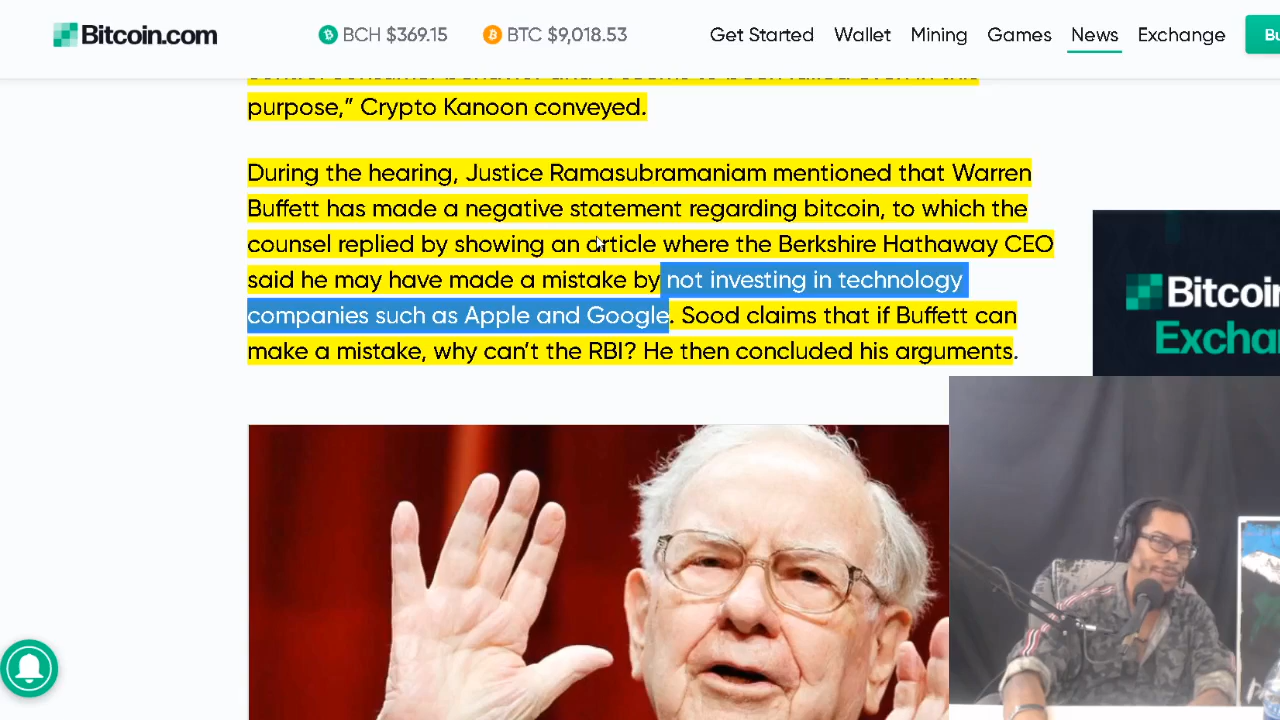 Bitcoin.com
BCH $369.15
BTC $9,018.53
Get Started Wallet Mining Games News Exchange
purpose,” Crypto Kanoon conveyed.
During the hearing, Justice Ramasubramaniam mentioned that Warren
Buffett has made a negative statement regarding bitcoin, to which the
counsel replied by showing an article where the Berkshire Hathaway CEO
said he may have made a mistake by not investing in technology
companies such as Apple and Google. Sood claims that if Buffett can
make a mistake, why can’t the RBI? He then concluded his arguments.